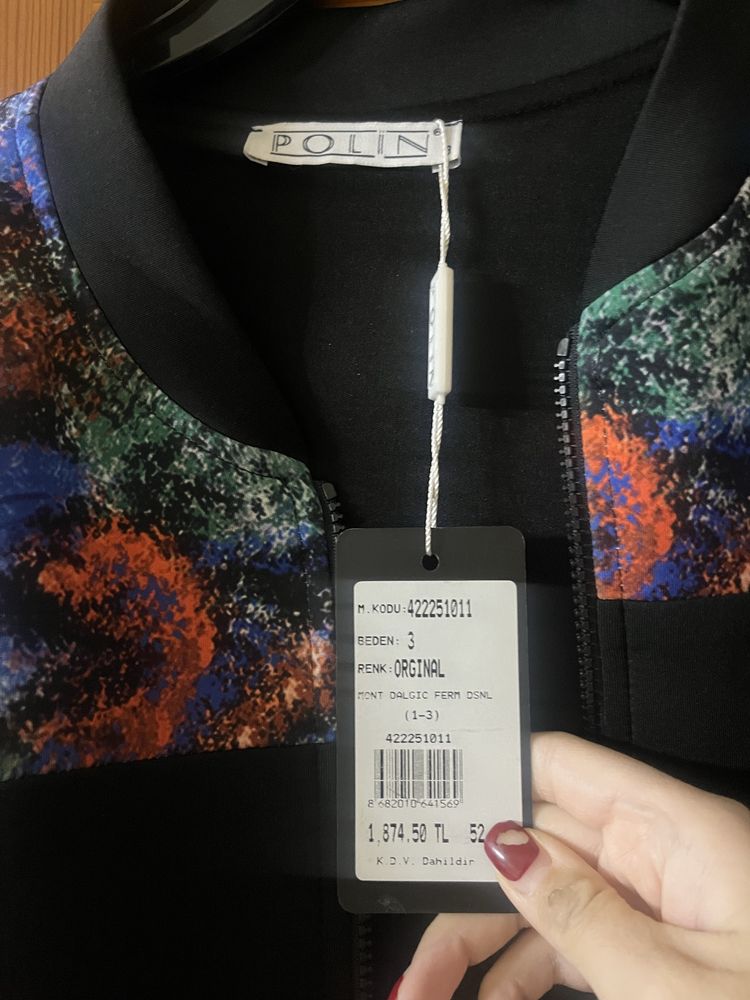 POLİN
M.KODU:422251011
BEDEN: 3
RENK:ORGINAL
MONT DALGIC FERM DSNL
(1-3)
422251011
8 682010 641569
1,874.50 TL 52
K.D.V. Dahildir